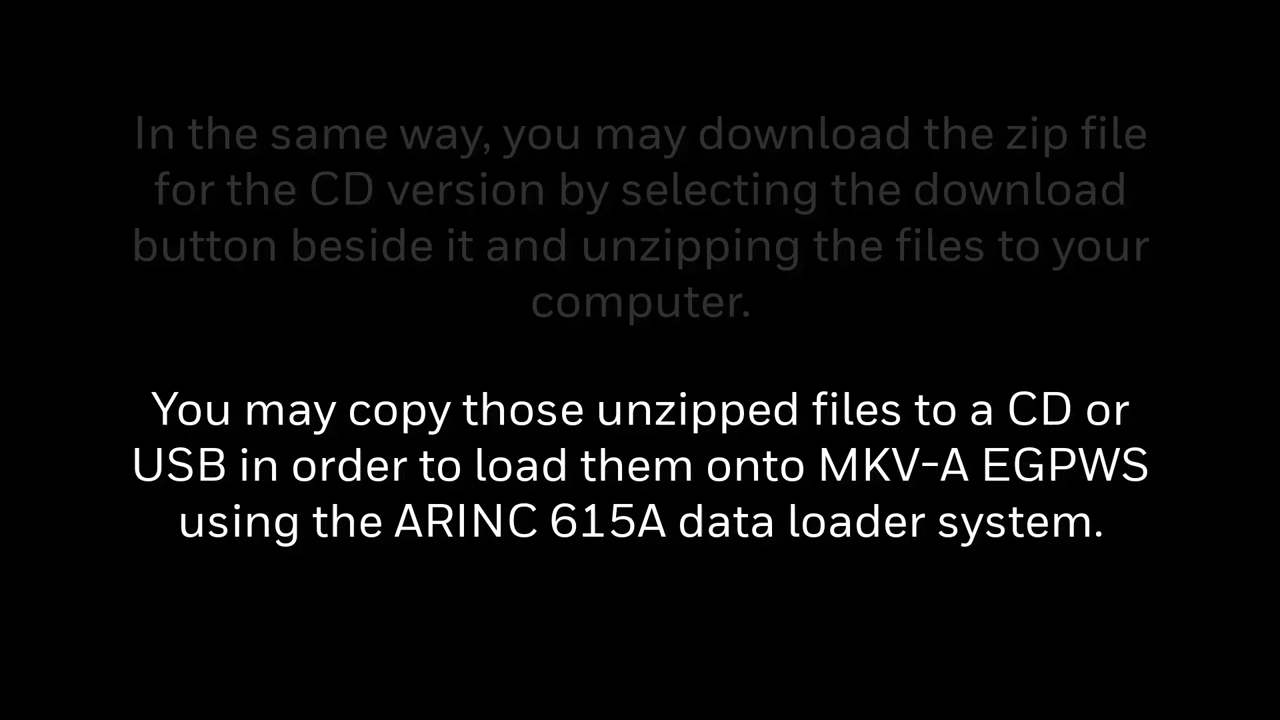 In the same way, you may download the zip file
for the CD version by selecting the download
button beside it and unzipping the files to your
computer.
You may copy those unzipped files to a CD or
USB in order to load them onto MKV-A EGPWS
using the ARINC 615A data loader system.